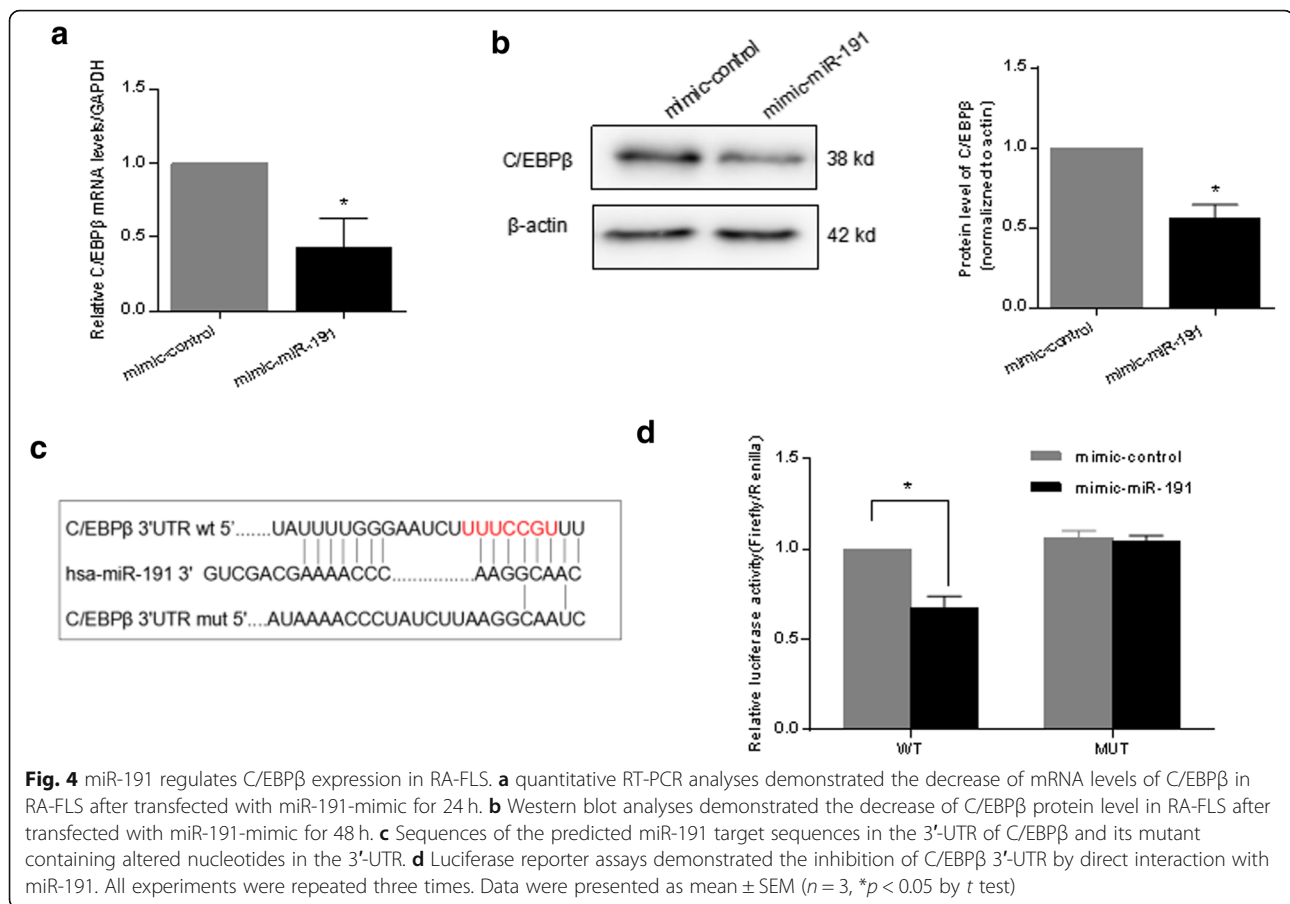 a
Relative C/EBPβ mRNA levels/GAPDH
1.5
1.0
0.5
0.0
*
mimic-control
mimic-miR-191
b
mimic-control
mimic-miR-191
C/EBPβ
38 kd
β-actin
42 kd
Protein level of C/EBPβ
(normalizned to actin)
1.5
1.0
0.5
0.0
*
mimic-control
mimic-miR-191
c
C/EBPβ 3'UTR wt 5'.......UAUUUUGGGAAUCUUUUCCGUUU
hsa-miR-191 3' GUCGACGAAAACCC................AAGGCAAC
C/EBPβ 3'UTR mut 5'....AUAAAACCCUAUCUUAAGGCAAUC
d
Relative luciferase activity(Firefly/Renilla)
1.5
1.0
0.5
0.0
*
mimic-control
mimic-miR-191
WT
MUT
Fig. 4 miR-191 regulates C/EBPβ expression in RA-FLS. a quantitative RT-PCR analyses demonstrated the decrease of mRNA levels of C/EBPβ in
RA-FLS after transfected with miR-191-mimic for 24 h. b Western blot analyses demonstrated the decrease of C/EBPβ protein level in RA-FLS after
transfected with miR-191-mimic for 48 h. c Sequences of the predicted miR-191 target sequences in the 3′-UTR of C/EBPβ and its mutant
containing altered nucleotides in the 3′-UTR. d Luciferase reporter assays demonstrated the inhibition of C/EBPβ 3′-UTR by direct interaction with
miR-191. All experiments were repeated three times. Data were presented as mean ± SEM (n = 3, *p < 0.05 by t test)